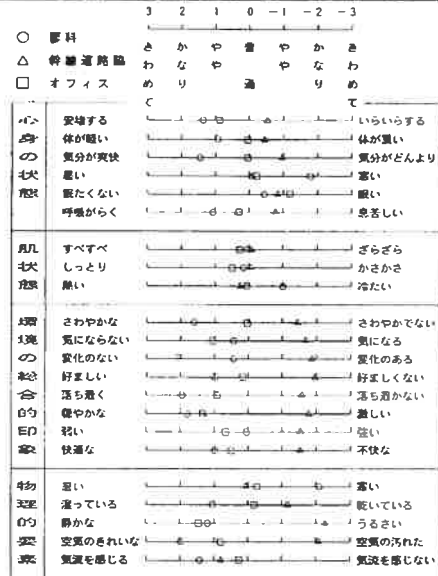 3 2 1 0 -1 -2 -3
きわめて かなり やや 普通 やや かなり きわめて
○
△ 幹線道路脇
□ オフィス
心身の状態
安堵する いらいらする
体が軽い 体が重い
気分が爽快 気分がどんより
暑い 寒い
眠たくない 眠い
呼吸がらく 息苦しい
肌状態
すべすべ ざらざら
しっとり かさかさ
熱い 冷たい
環境の総合的印象
さわやかな さわやかでない
気にならない 気になる
変化のない 変化のある
好ましい 好ましくない
落ち着く 落ち着かない
穏やかな 激しい
弱い 強い
快適な 不快な
物理的要素
暑い 寒い
湿っている 乾いている
静かな うるさい
空気のきれいな 空気の汚れた
気流を感じる 気流を感じない